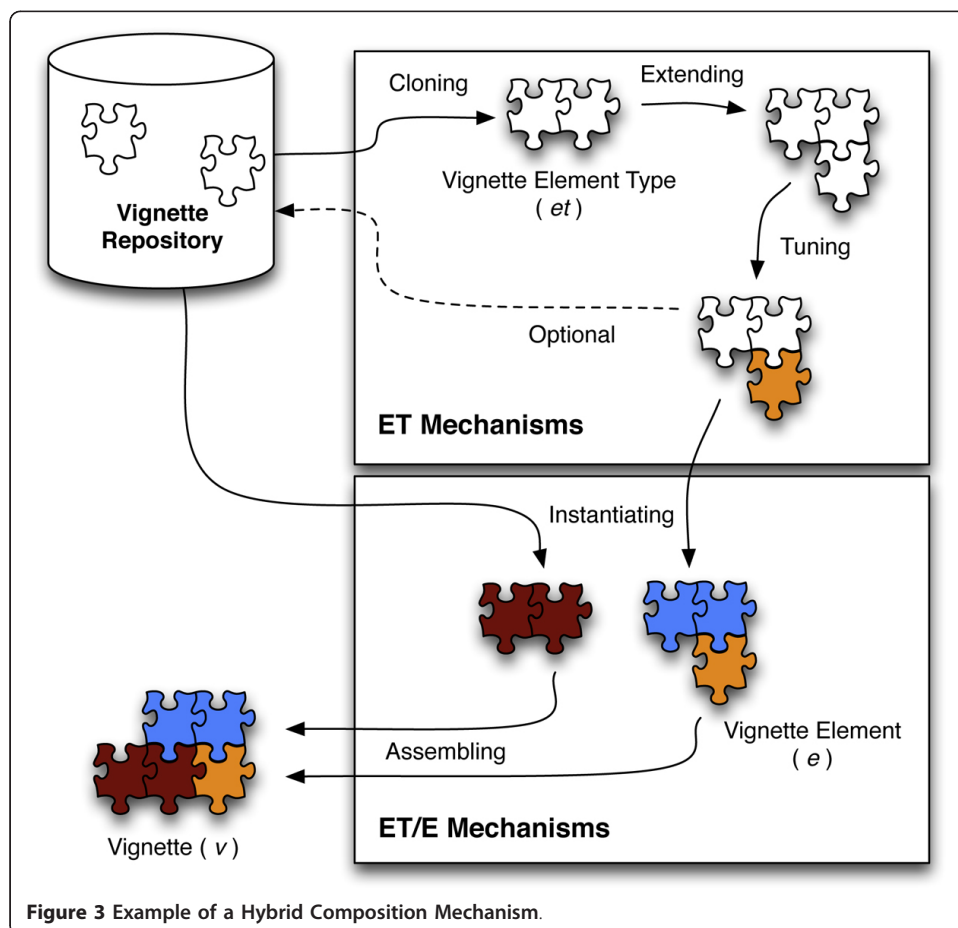 Cloning
Extending
Vignette Element Type
( et )
Vignette
Repository
Tuning
Optional
ET Mechanisms
Instantiating
Assembling
Vignette Element
( e )
ET/E Mechanisms
Vignette ( v )
Figure 3 Example of a Hybrid Composition Mechanism.